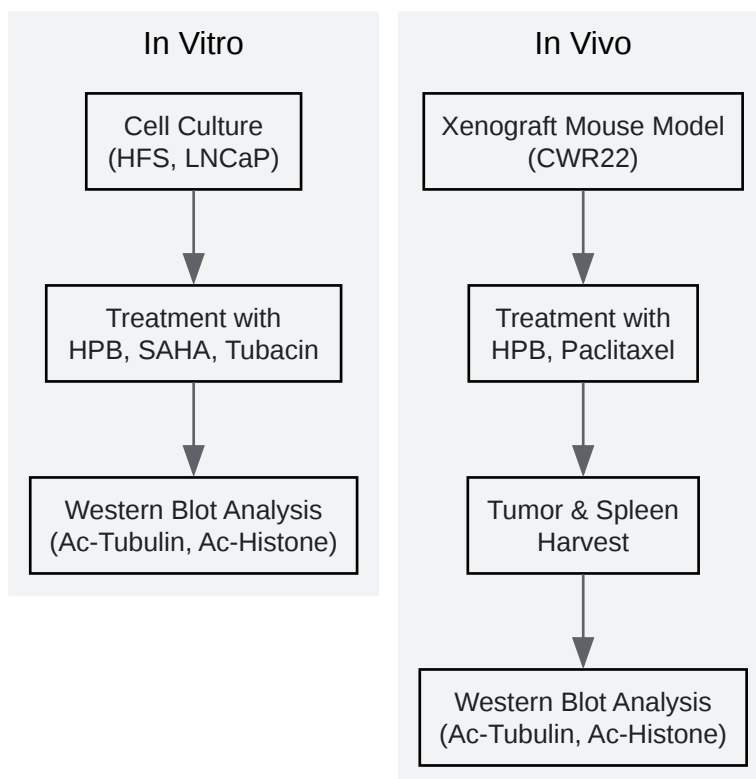 In Vitro
Cell Culture
(HFS, LNCaP)
Treatment with
HPB, SAHA, Tubacin
Western Blot Analysis
(Ac-Tubulin, Ac-Histone)
In Vivo
Xenograft Mouse Model
(CWR22)
Treatment with
HPB, Paclitaxel
Tumor & Spleen
Harvest
Western Blot Analysis
(Ac-Tubulin, Ac-Histone)